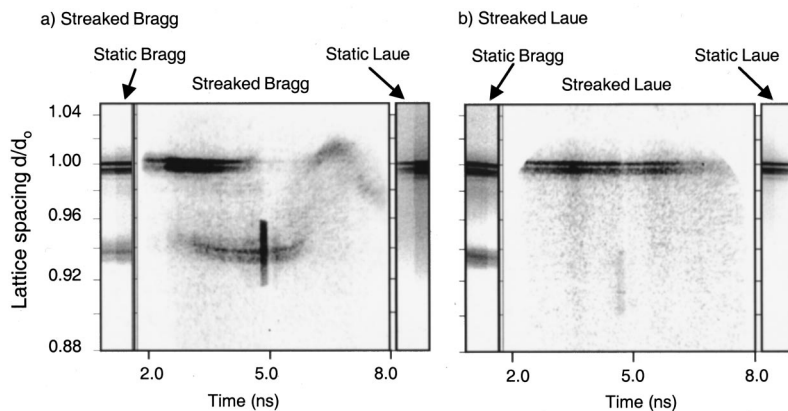 a) Streaked Bragg
Static Bragg
Static Laue
Streaked Bragg
Lattice spacing d/do
1.04
1.00
0.96
0.92
0.88
2.0
5.0
8.0
Time (ns)
b) Streaked Laue
Static Bragg
Static Laue
Streaked Laue
2.0
5.0
8.0
Time (ns)